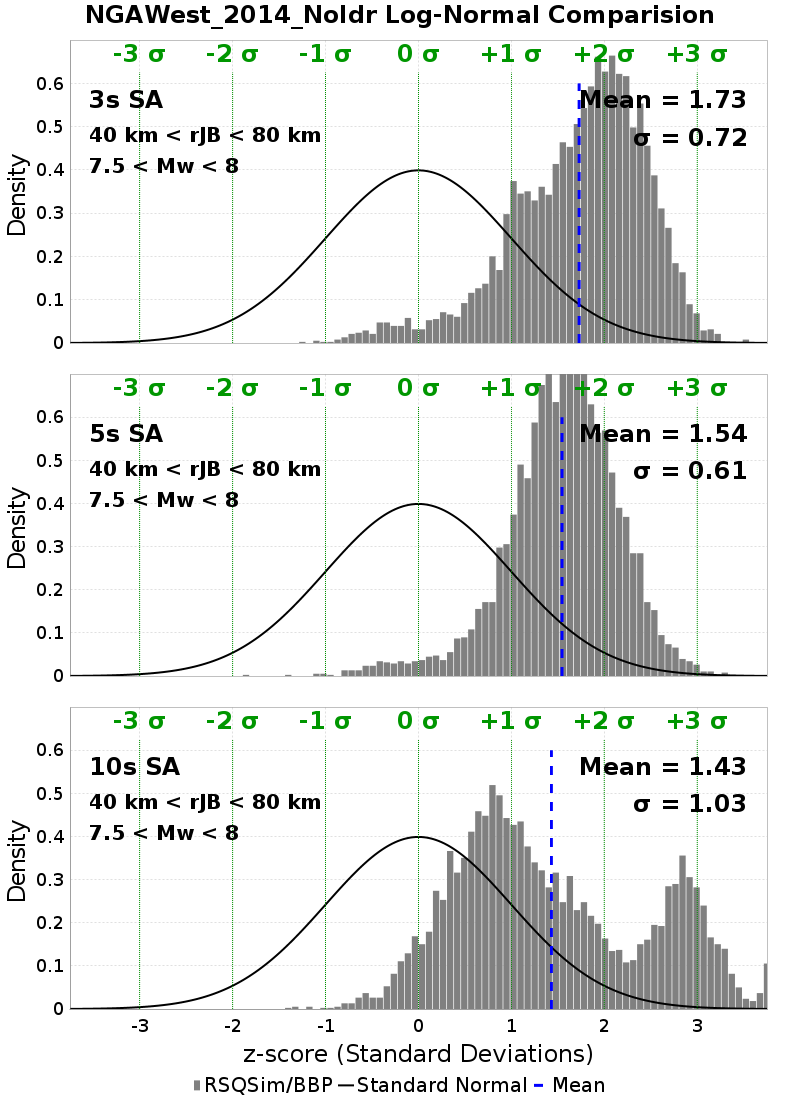 NGAWest_2014_NoIdr Log-Normal Comparision
-3 σ -2 σ -1 σ 0 σ +1 σ +2 σ +3 σ
3s SA
Mean = 1.73
40 km < rJB < 80 km
σ = 0.72
7.5 < Mw < 8
0.6
0.5
0.4
0.3
0.2
0.1
0
Density
-3 σ -2 σ -1 σ 0 σ +1 σ +2 σ +3 σ
5s SA
Mean = 1.54
40 km < rJB < 80 km
σ = 0.61
7.5 < Mw < 8
0.6
0.5
0.4
0.3
0.2
0.1
0
Density
-3 σ -2 σ -1 σ 0 σ +1 σ +2 σ +3 σ
10s SA
Mean = 1.43
40 km < rJB < 80 km
σ = 1.03
7.5 < Mw < 8
0.6
0.5
0.4
0.3
0.2
0.1
0
Density
-3 -2 -1 0 1 2 3
z-score (Standard Deviations)
RSQSim/BBP Standard Normal Mean